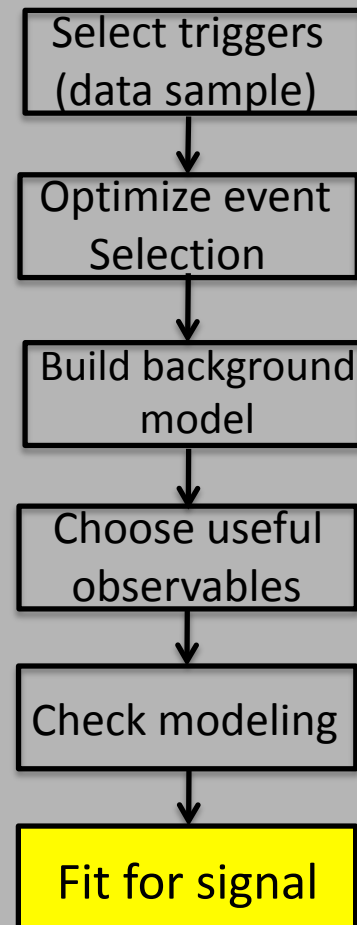 Select triggers
(data sample)
Optimize event
Selection
Build background
model
Choose useful
observables
Check modeling
Fit for signal